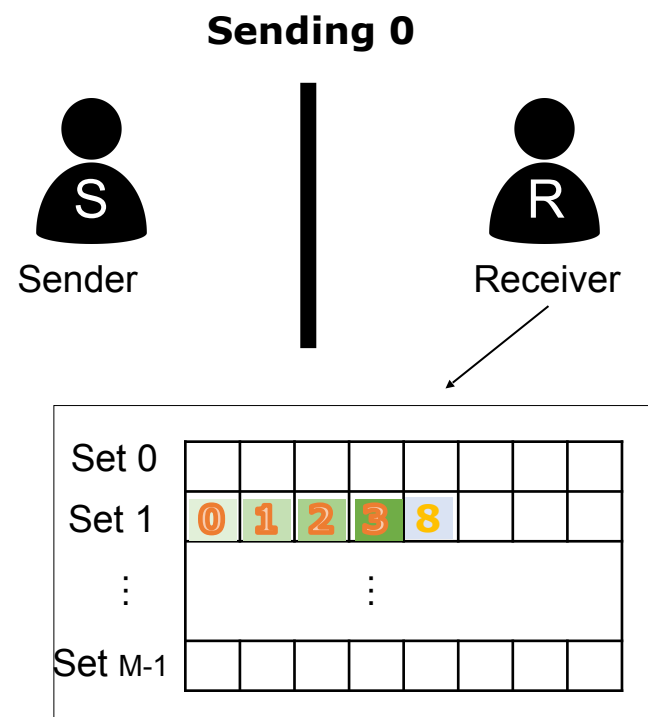 Sending 0
S
R
Sender
Receiver
Set 0
Set 1 0 1 2 3 8
⋮ ⋮
Set M-1